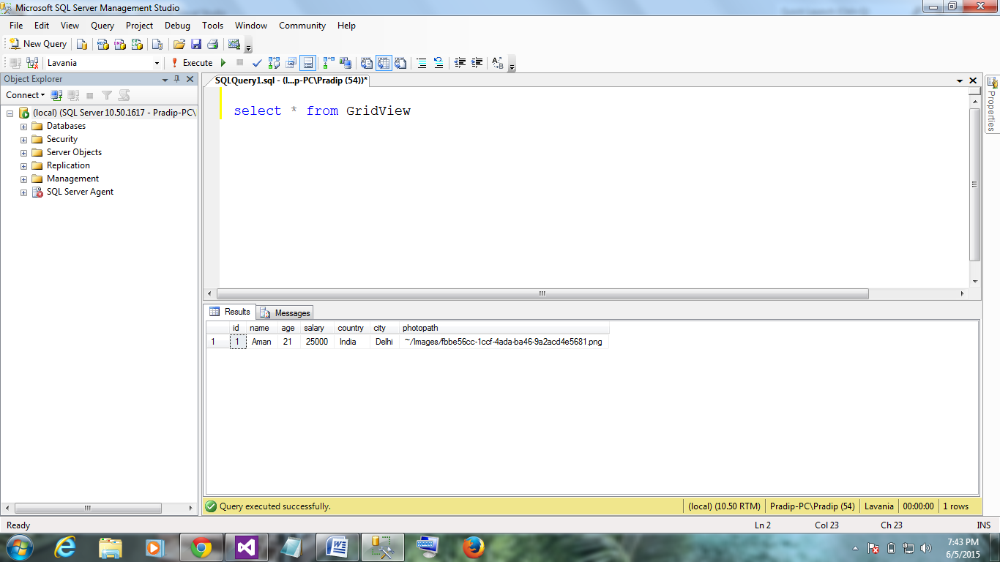 Microsoft SQL Server Management Studio
File Edit View Query Project Debug Tools Window Community Help
New Query
Lavania Execute
Object Explorer
Connect
(local) (SQL Server 10.50.1617 - Pradip-PC\
Databases
Security
Server Objects
Replication
Management
SQL Server Agent
SQLQuery1.sql - (l...p-PC\Pradip (54))*
select * from GridView
Properties
Results Messages
id name age salary country city photopath
1 1 Aman 21 25000 India Delhi ~/Images/fbbe56cc-1ccf-4ada-ba46-9a2acd4e5681.png
Query executed successfully. (local) (10.50 RTM) Pradip-PC\Pradip (54) Lavania 00:00:00 1 rows
Ready Ln 2 Col 23 Ch 23 INS
7:43 PM
6/5/2015